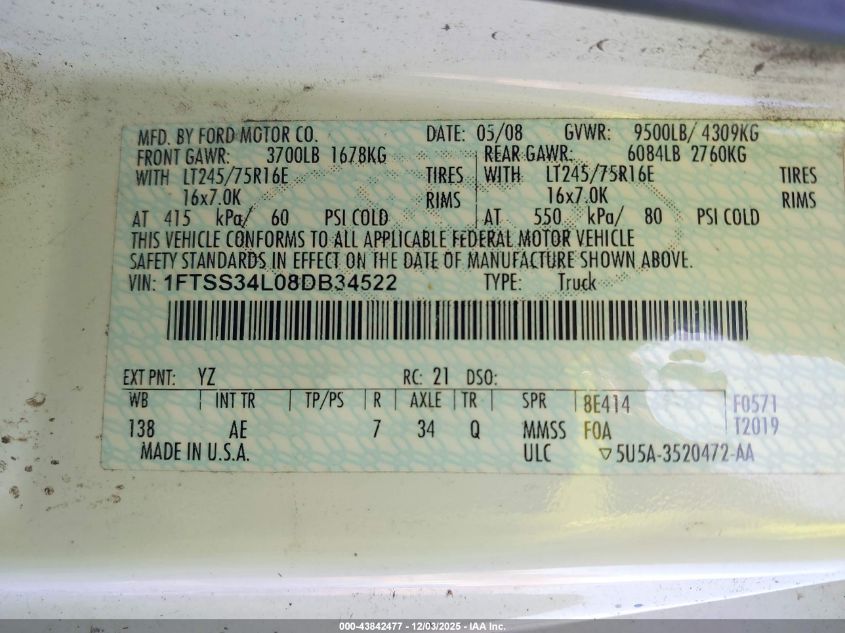 MFD. BY FORD MOTOR CO. DATE: 05/08 GVWR: 9500LB/ 4309KG
FRONT GAWR: 3700LB 1678KG REAR GAWR: 6084LB 2760KG
WITH LT245/75R16E TIRES WITH LT245/75R16E TIRES
16x7.0K RIMS 16x7.0K RIMS
AT 415 kPa/ 60 PSI COLD AT 550 kPa/ 80 PSI COLD
THIS VEHICLE CONFORMS TO ALL APPLICABLE FEDERAL MOTOR VEHICLE
SAFETY STANDARDS IN EFFECT ON THE DATE OF MANUFACTURE SHOWN ABOVE.
VIN: 1FTSS34L08DB34522 TYPE: Truck
EXT PNT: YZ RC: 21 DSO:
WB INT TR TP/PS R AXLE TR SPR 8E414 F0571
138 AE 7 34 Q MMSS FOA T2019
MADE IN U.S.A. ULC ▽5U5A-3520472-AA
000-43842477 - 12/03/2025 - IAA Inc.